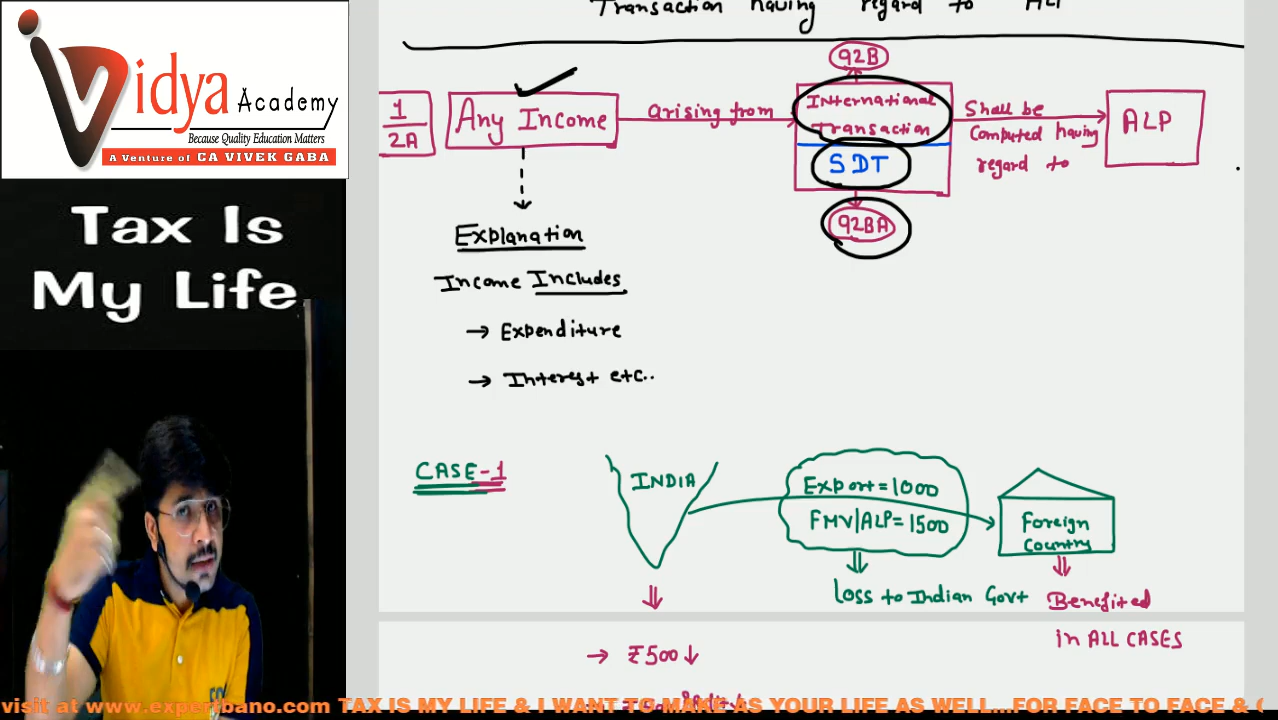 Transaction having regard to ALP
Vidya Academy
Because Quality Education Matters
A Venture of CA VIVEK GABA
Tax Is
My Life
1/2A
Any Income
arising from
92B
International
Transaction
SDT
92BA
Shall be
Computed having
regard to
ALP
Explanation
Income Includes
→ Expenditure
→ Interest etc..
CASE-1
INDIA
Export = 1000
FMV|ALP = 1500
Foreign
Country
Loss to Indian Govt
Benefited
in ALL CASES
→ ₹500↓
visit at www.expertbano.com TAX IS MY LIFE & I WANT TO MAKE AS YOUR LIFE AS WELL....FOR FACE TO FACE &